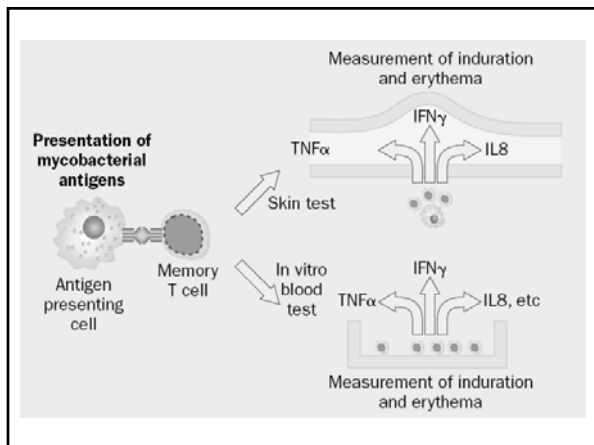 Measurement of induration
and erythema
IFNγ
TNFα
IL8
Presentation of
mycobacterial
antigens
Skin test
Antigen
presenting
cell
Memory
T cell
In vitro
blood
test
IFNγ
TNFα
IL8, etc
Measurement of induration
and erythema